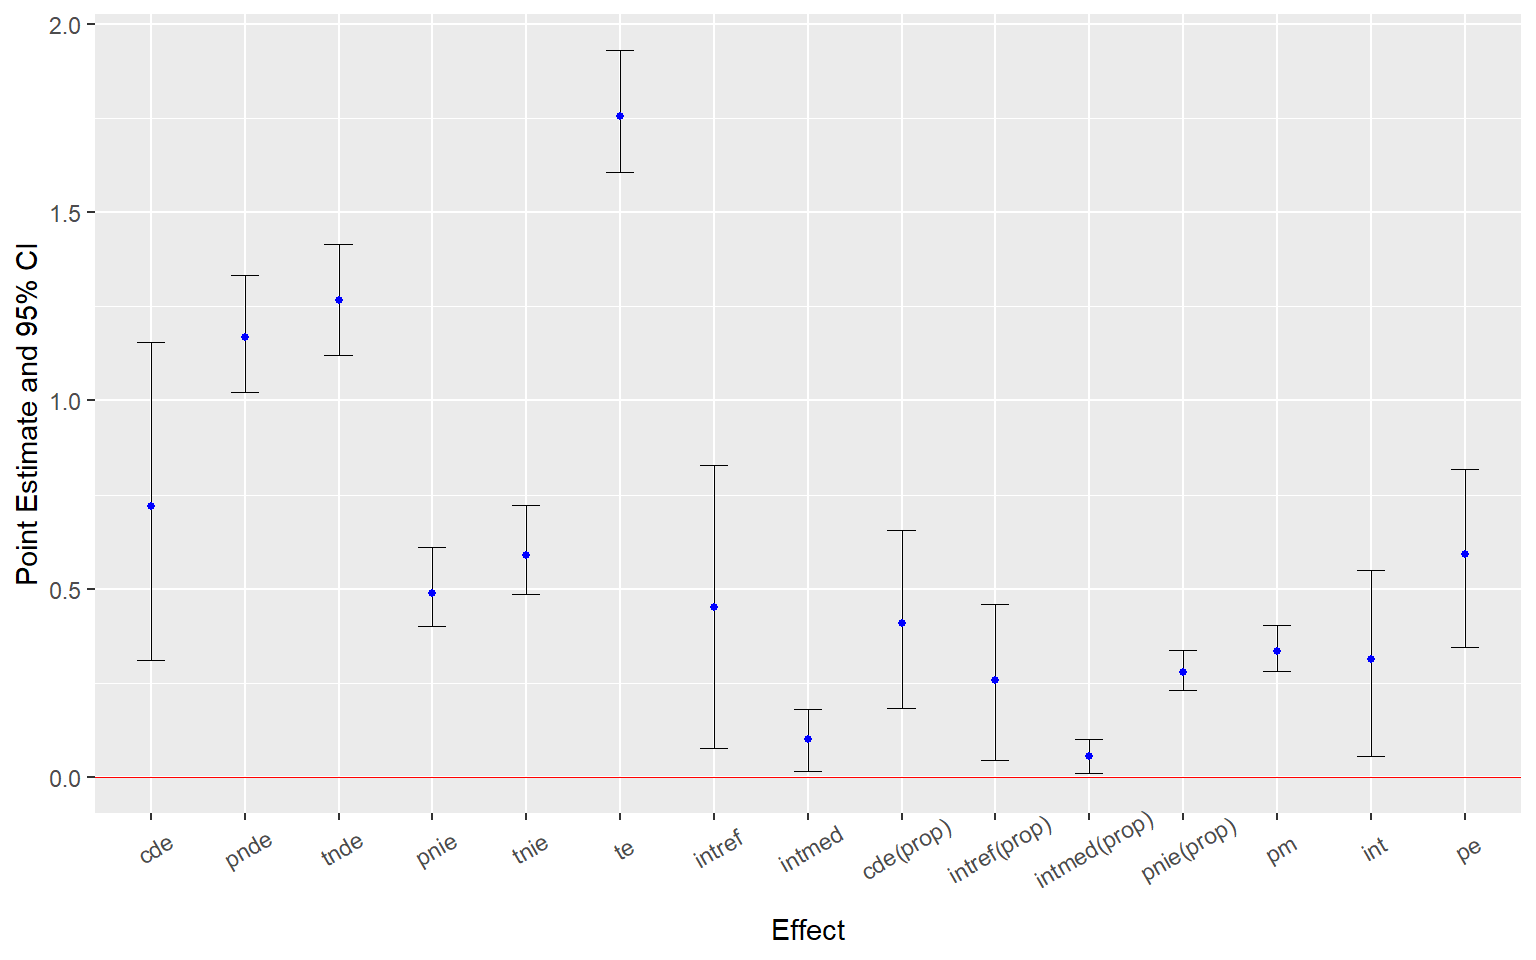 Point Estimate and 95% CI
2.0
1.5
1.0
0.5
0.0
cde
pnde
tnde
pnie
tnie
te
intref
intmed
cde(prop)
intref(prop)
intmed(prop)
pnie(prop)
pm
int
pe
Effect